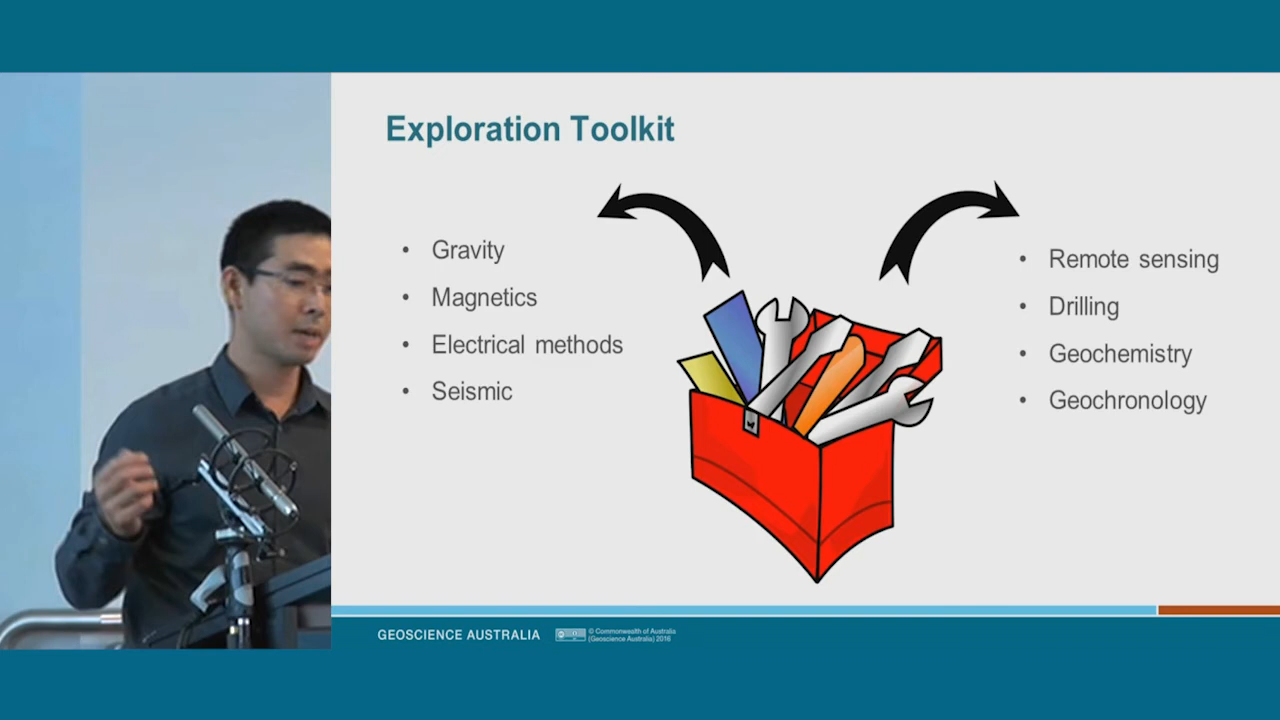 Exploration Toolkit
• Gravity
• Magnetics
• Electrical methods
• Seismic
• Remote sensing
• Drilling
• Geochemistry
• Geochronology
GEOSCIENCE AUSTRALIA
© Commonwealth of Australia
(Geoscience Australia) 2016